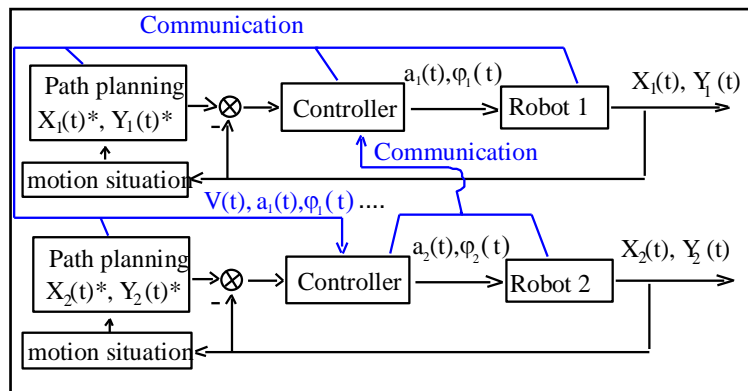 Communication
Path planning
X₁(t)*, Y₁(t)*
-
Controller
a₁(t),φ₁(t)
Robot 1
X₁(t), Y₁(t)
Communication
motion situation
V(t), a₁(t),φ₁(t) ....
Path planning
X₂(t)*, Y₂(t)*
-
Controller
a₂(t),φ₂(t)
Robot 2
X₂(t), Y₂(t)
motion situation